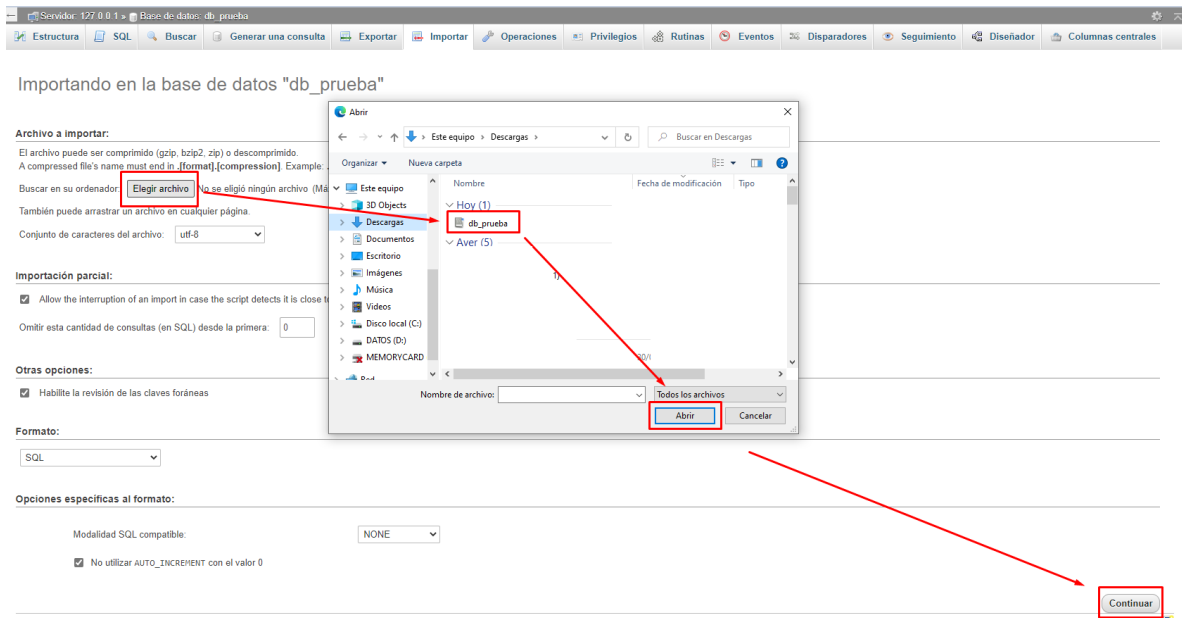 Servidor: 127.0.0.1 » Base de datos: db_prueba
Estructura SQL Buscar Generar una consulta Exportar Importar Operaciones Privilegios Rutinas Eventos Disparadores Seguimiento Diseñador Columnas centrales
Importando en la base de datos "db_prueba"
Archivo a importar:
El archivo puede ser comprimido (gzip, bzip2, zip) o descomprimido.
A compressed file's name must end in .[format].[compression]. Example: .
Buscar en su ordenador: Elegir archivo No se eligió ningún archivo (Má
También puede arrastrar un archivo en cualquier página.
Conjunto de caracteres del archivo: utf-8
Importación parcial:
Allow the interruption of an import in case the script detects it is close t
Omitir esta cantidad de consultas (en SQL) desde la primera: 0
Otras opciones:
Habilite la revisión de las claves foráneas
Formato:
SQL
Opciones específicas al formato:
Modalidad SQL compatible: NONE
No utilizar AUTO_INCREMENT con el valor 0
Continuar
Abrir
Este equipo > Descargas >
Buscar en Descargas
Organizar Nueva carpeta
Nombre Fecha de modificación Tipo
Este equipo
3D Objects
Descargas
Documentos
Escritorio
Imágenes
Música
Videos
Disco local (C:)
DATOS (D:)
MEMORYCARD
Red
Hoy (1)
db_prueba
Ayer (5)
1)
Nombre de archivo: Todos los archivos
Abrir Cancelar